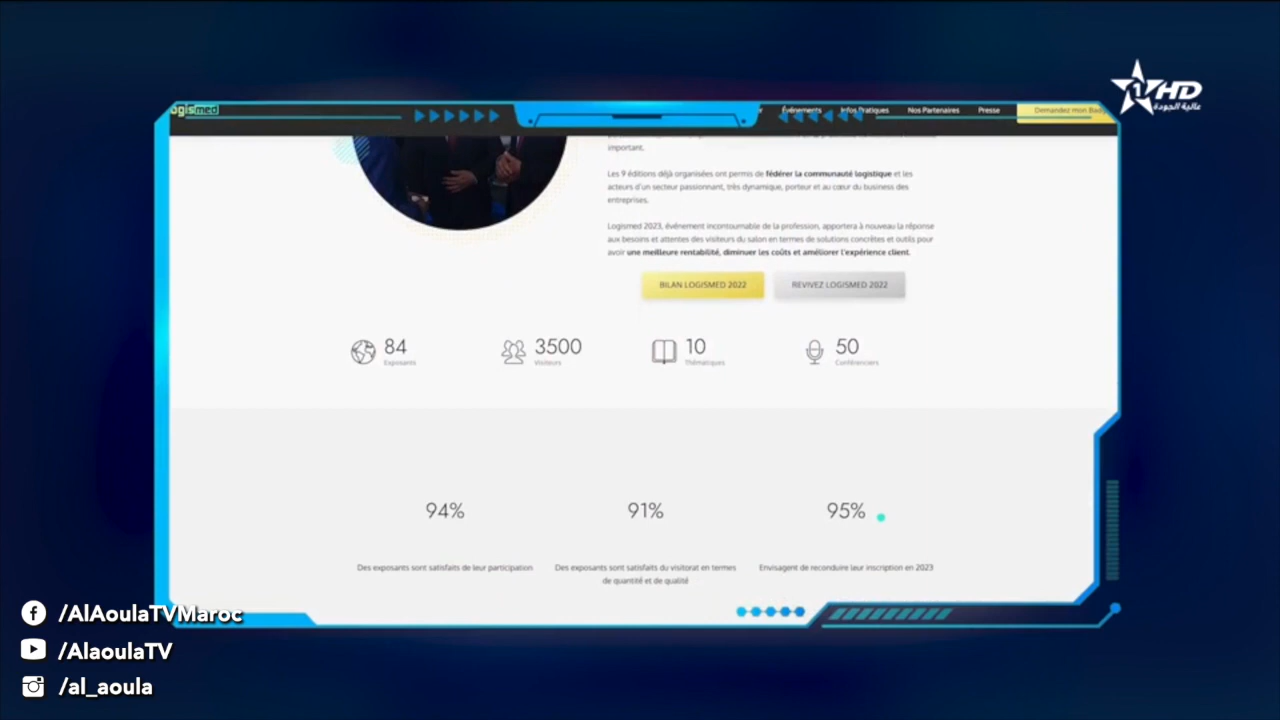 HD
عالية الجودة
ogismed
Événements Infos Pratiques Nos Partenaires Presse Demandez mon Bad
important.
Les 9 éditions déjà organisées ont permis de fédérer la communauté logistique et les
acteurs d'un secteur passionnant, très dynamique, porteur et au cœur du business des
entreprises.
Logismed 2023, événement incontournable de la profession, apportera à nouveau la réponse
aux besoins et attentes des visiteurs du salon en termes de solutions concrètes et outils pour
avoir une meilleure rentabilité, diminuer les coûts et améliorer l'expérience client.
BILAN LOGISMED 2022
REVIVEZ LOGISMED 2022
84
Exposants
3500
Visiteurs
10
Thématiques
50
Conférenciers
94%
Des exposants sont satisfaits de leur participation
91%
Des exposants sont satisfaits du visitorat en termes
de quantité et de qualité
95%
Envisagent de reconduire leur inscription en 2023
/AlAoulaTVMaroc
/AlaoulaTV
/al_aoula